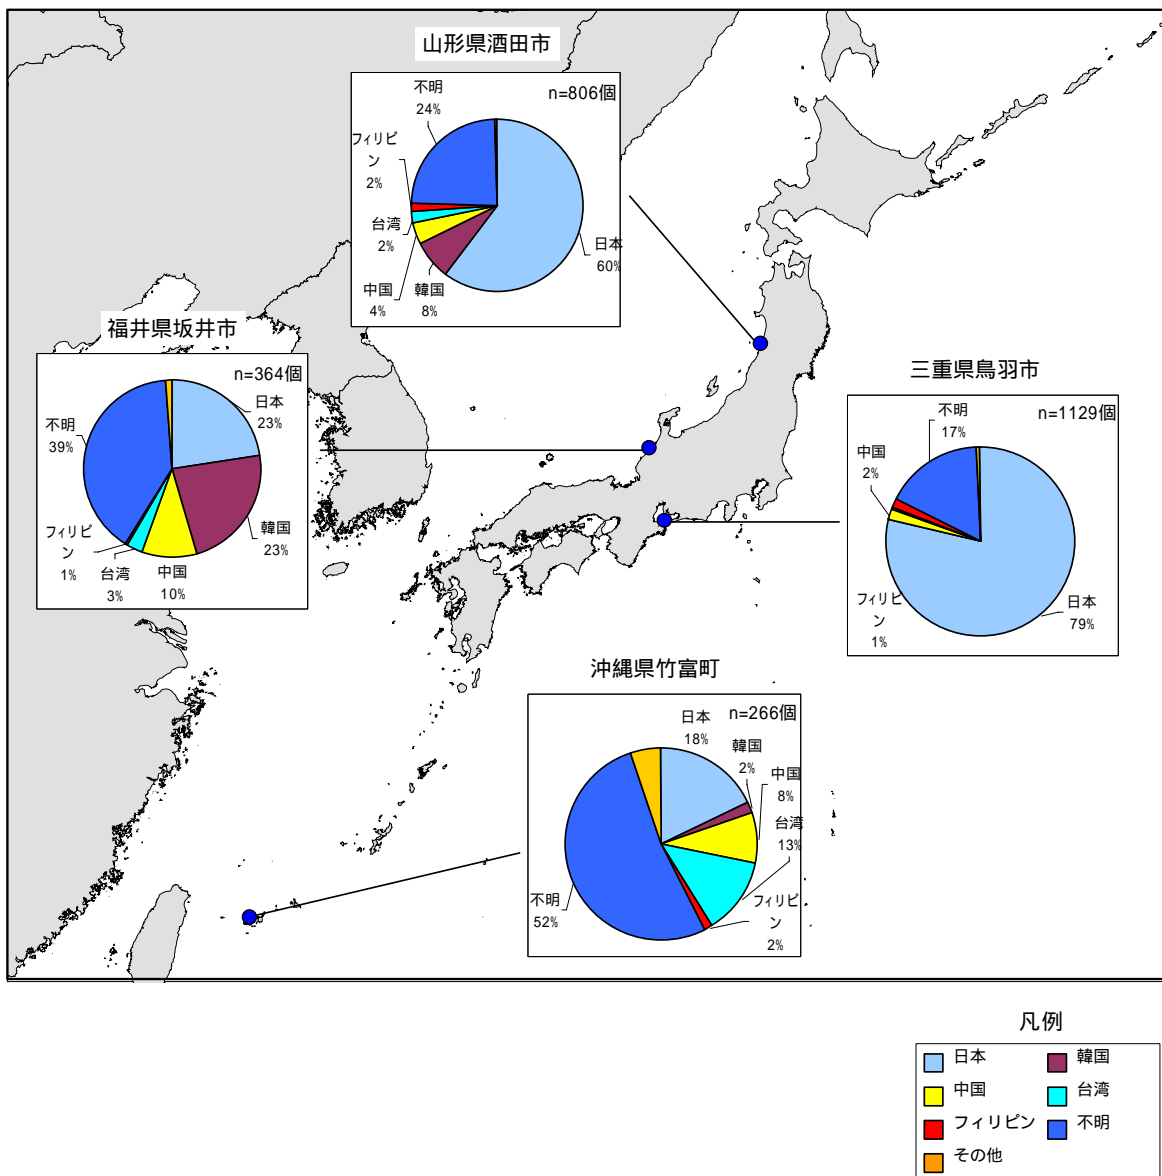 山形県酒田市
n=806個
不明
24%
フィリピ
ン
2%
台湾
2%
中国
4%
韓国
8%
日本
60%
福井県坂井市
n=364個
日本
23%
不明
39%
韓国
23%
フィリピ
ン
1%
台湾
3%
中国
10%
三重県鳥羽市
n=1129個
不明
17%
中国
2%
フィリピ
ン
1%
日本
79%
沖縄県竹富町
n=266個
日本
18%
韓国
2%
中国
8%
台湾
13%
フィリピ
ン
2%
不明
52%
凡例
日本
韓国
中国
台湾
フィリピン
不明
その他